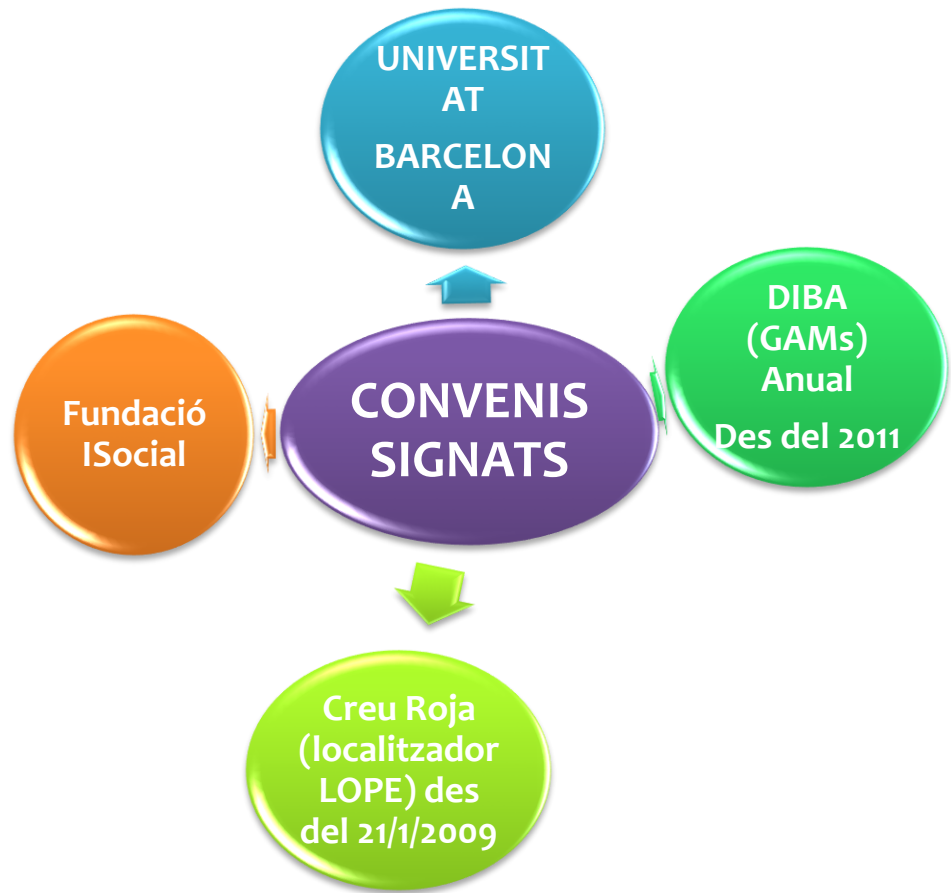 UNIVERSIT
AT
BARCELON
A
DIBA
(GAMs)
Anual
Des del 2011
CONVENIS
SIGNATS
Fundació
ISocial
Creu Roja
(localitzador
LOPE) des
del 21/1/2009